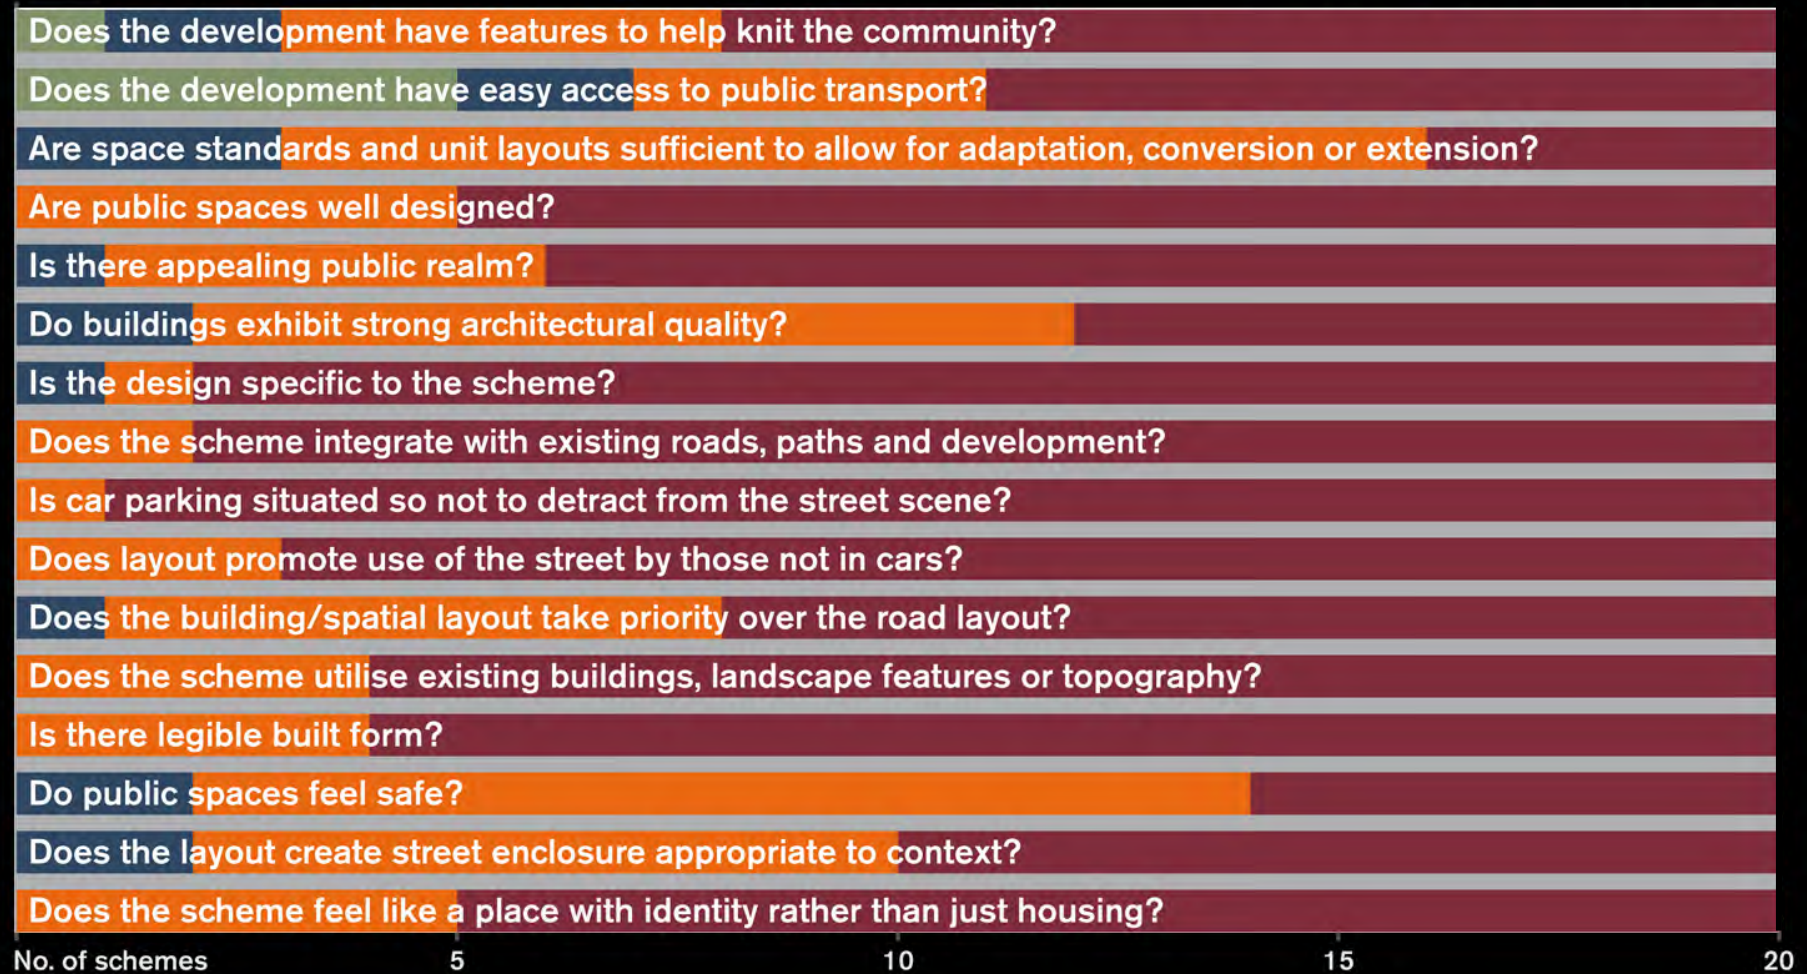 Does the development have features to help knit the community?
Does the development have easy access to public transport?
Are space standards and unit layouts sufficient to allow for adaptation, conversion or extension?
Are public spaces well designed?
Is there appealing public realm?
Do buildings exhibit strong architectural quality?
Is the design specific to the scheme?
Does the scheme integrate with existing roads, paths and development?
Is car parking situated so not to detract from the street scene?
Does layout promote use of the street by those not in cars?
Does the building/spatial layout take priority over the road layout?
Does the scheme utilise existing buildings, landscape features or topography?
Is there legible built form?
Do public spaces feel safe?
Does the layout create street enclosure appropriate to context?
Does the scheme feel like a place with identity rather than just housing?
No. of schemes 5 10 15 20